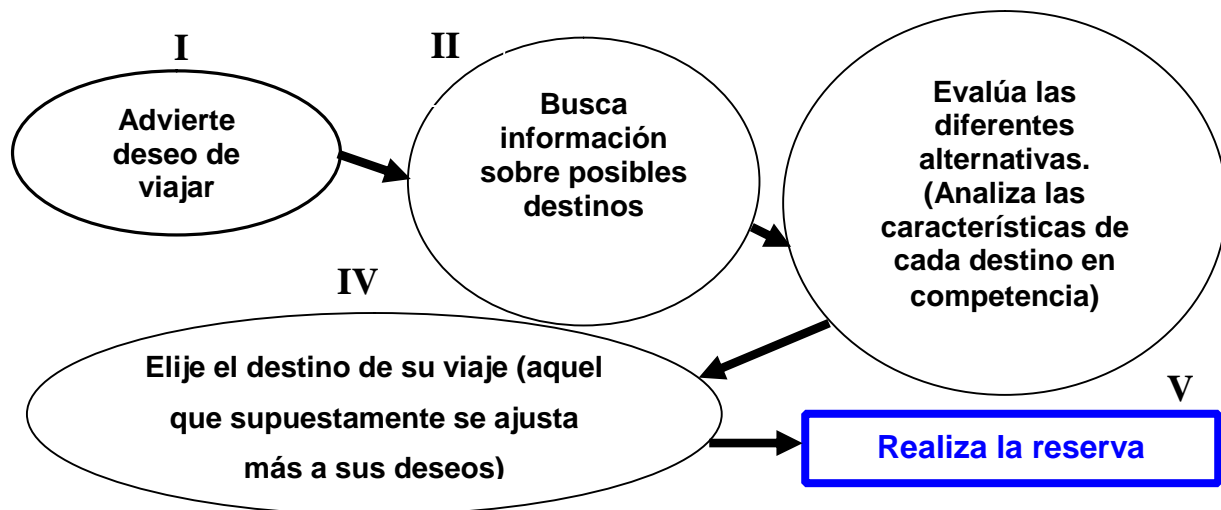 I
Advierte
deseo de
viajar
II
Busca
información
sobre posibles
destinos
Evalúa las
diferentes
alternativas.
(Analiza las
características de
cada destino en
competencia)
IV
Elije el destino de su viaje (aquel
que supuestamente se ajusta
más a sus deseos)
V
Realiza la reserva